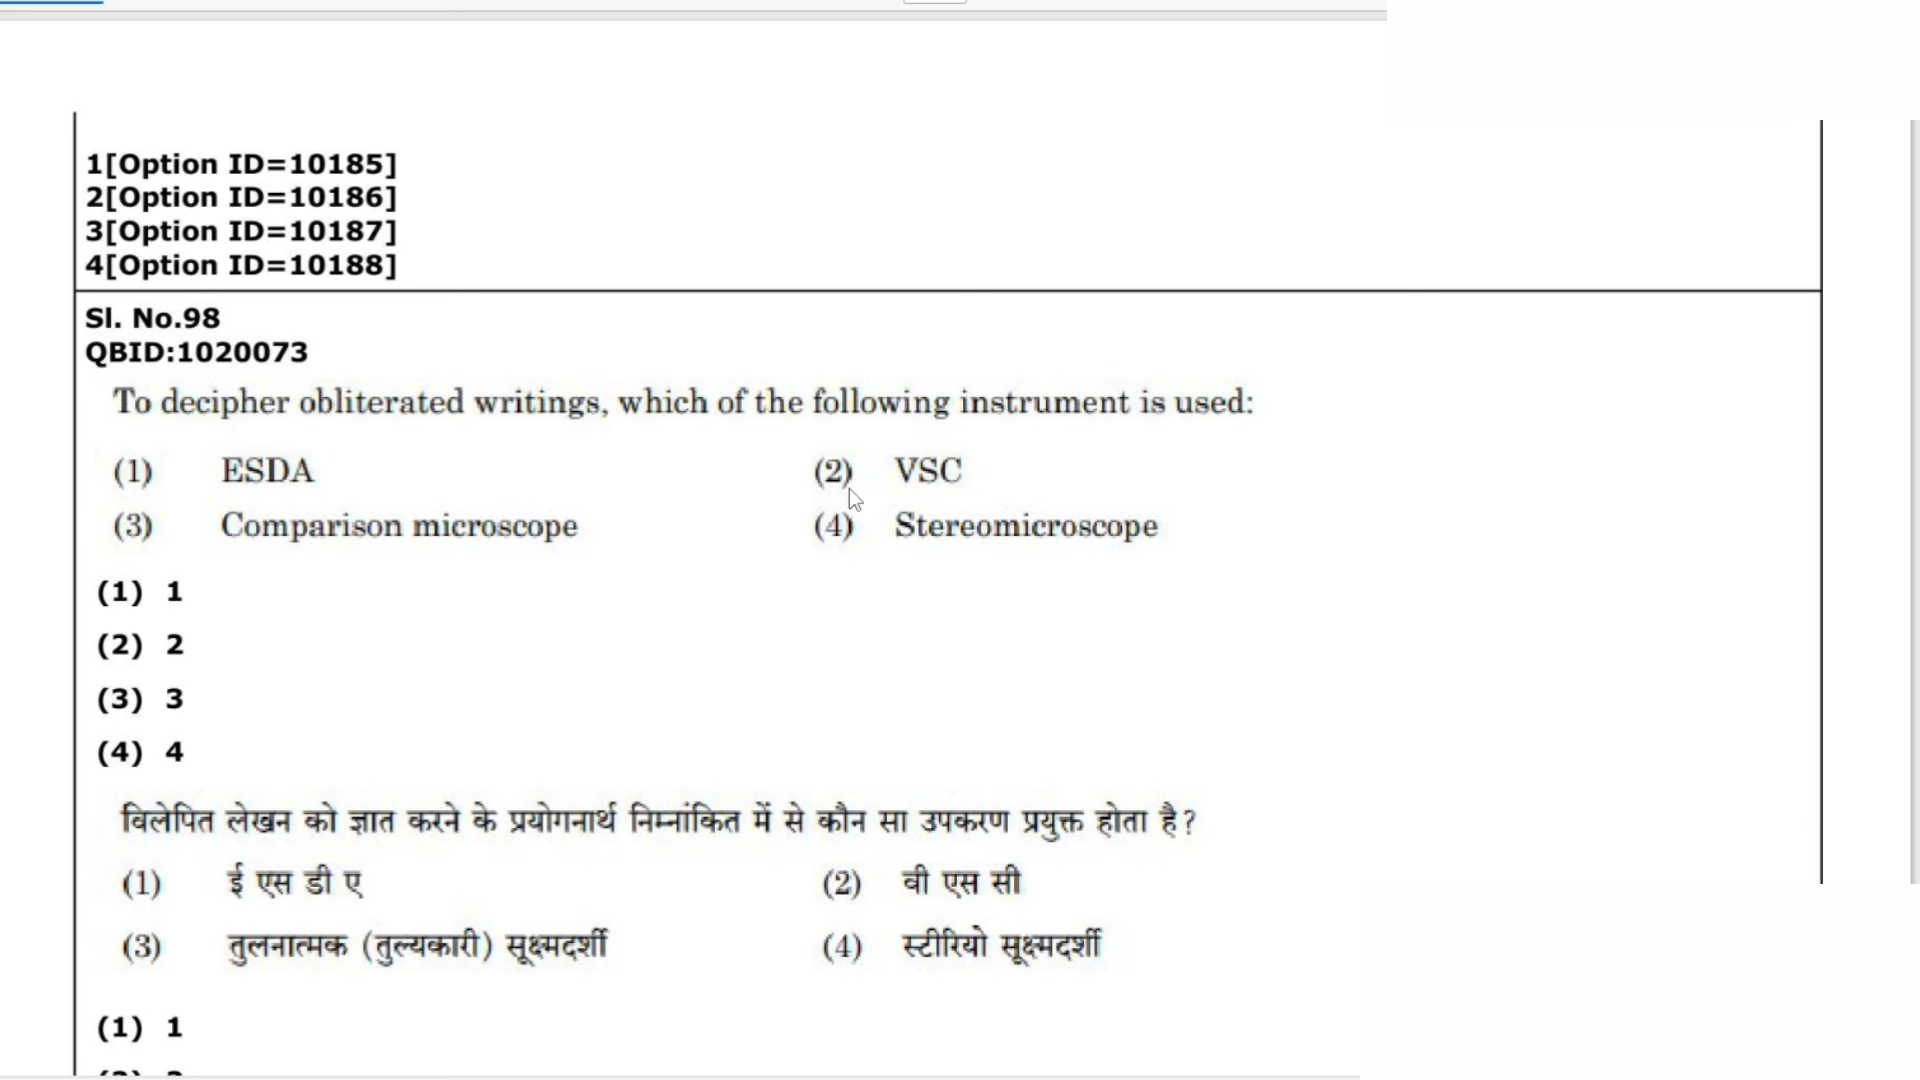 1[Option ID=10185]
2[Option ID=10186]
3[Option ID=10187]
4[Option ID=10188]
Sl. No.98
QBID:1020073
To decipher obliterated writings, which of the following instrument is used:
(1) ESDA (2) VSC
(3) Comparison microscope (4) Stereomicroscope
(1) 1
(2) 2
(3) 3
(4) 4
विलेपित लेखन को ज्ञात करने के प्रयोगनार्थ निम्नांकित में से कौन सा उपकरण प्रयुक्त होता है?
(1) ई एस डी ए (2) वी एस सी
(3) तुलनात्मक (तुल्यकारी) सूक्ष्मदर्शी (4) स्टीरियो सूक्ष्मदर्शी
(1) 1